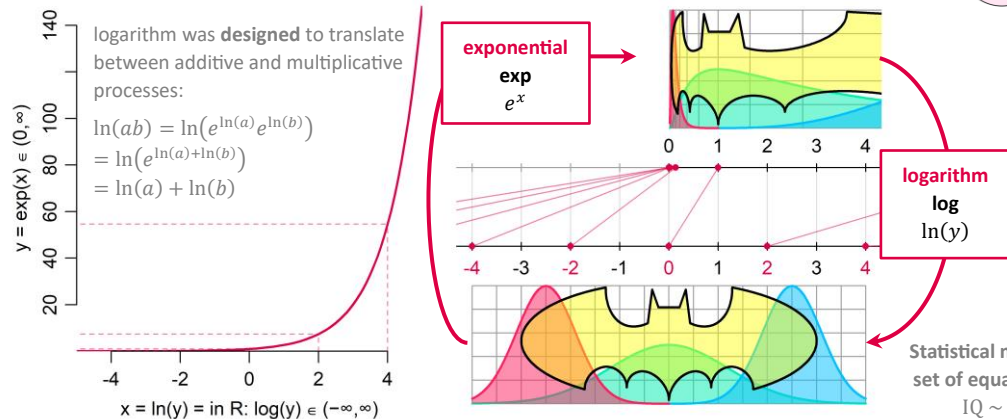 logarithm was designed to translate
between additive and multiplicative
processes:
ln(ab) = ln(e^{ln(a)}e^{ln(b)})
= ln(e^{ln(a)+ln(b)})
= ln(a) + ln(b)
y = exp(x) ∈ (0,∞)
140
100
80
60
40
20
-4 -2 0 2 4
x = ln(y) = in R: log(y) ∈ (−∞,∞)
exponential
exp
e^x
0 1 2 3 4
logarithm
log
ln(y)
-4 -3 -2 -1 0 1 2 3 4
Statistical
set of
IQ ~